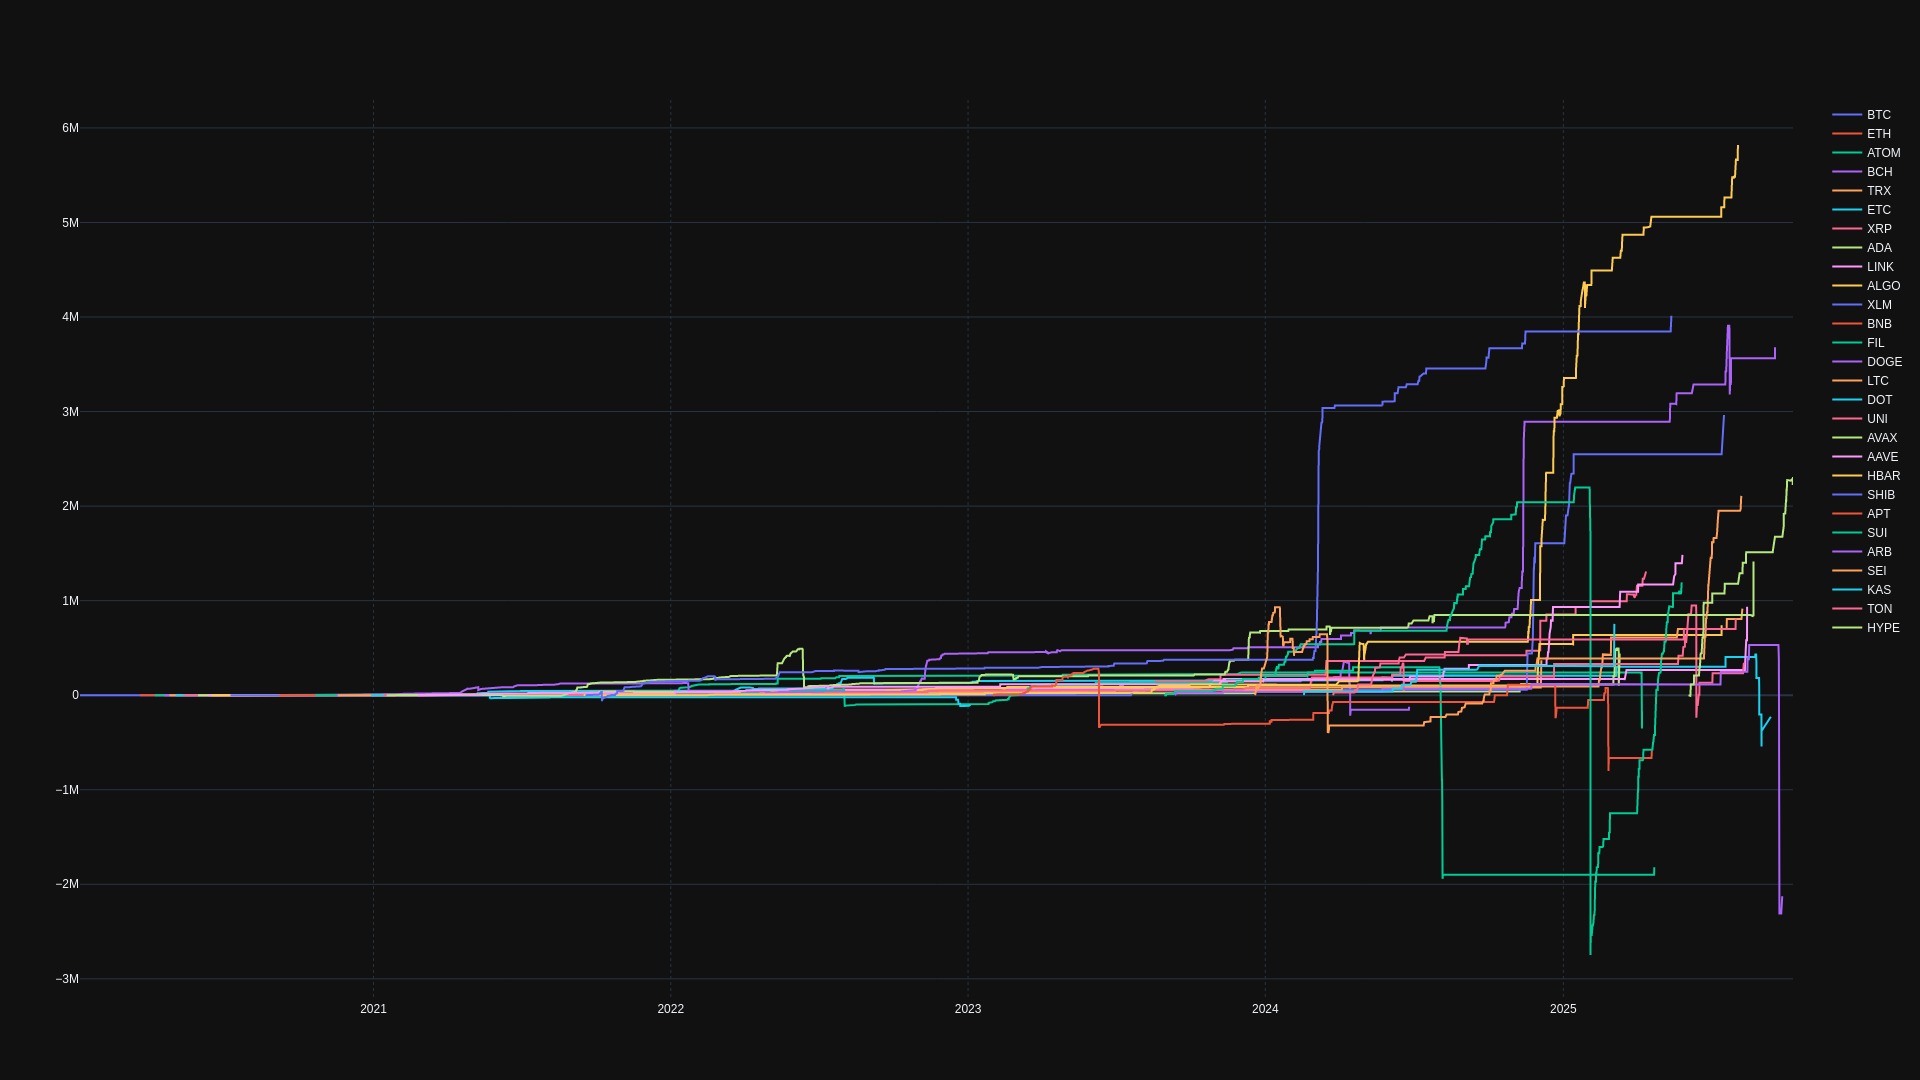 6M
5M
4M
3M
2M
1M
0
−1M
−2M
−3M
2021
2022
2023
2024
2025
BTC
ETH
ATOM
BCH
TRX
ETC
XRP
ADA
LINK
ALGO
XLM
BNB
FIL
DOGE
LTC
DOT
UNI
AVAX
AAVE
HBAR
SHIB
APT
SUI
ARB
SEI
KAS
TON
HYPE